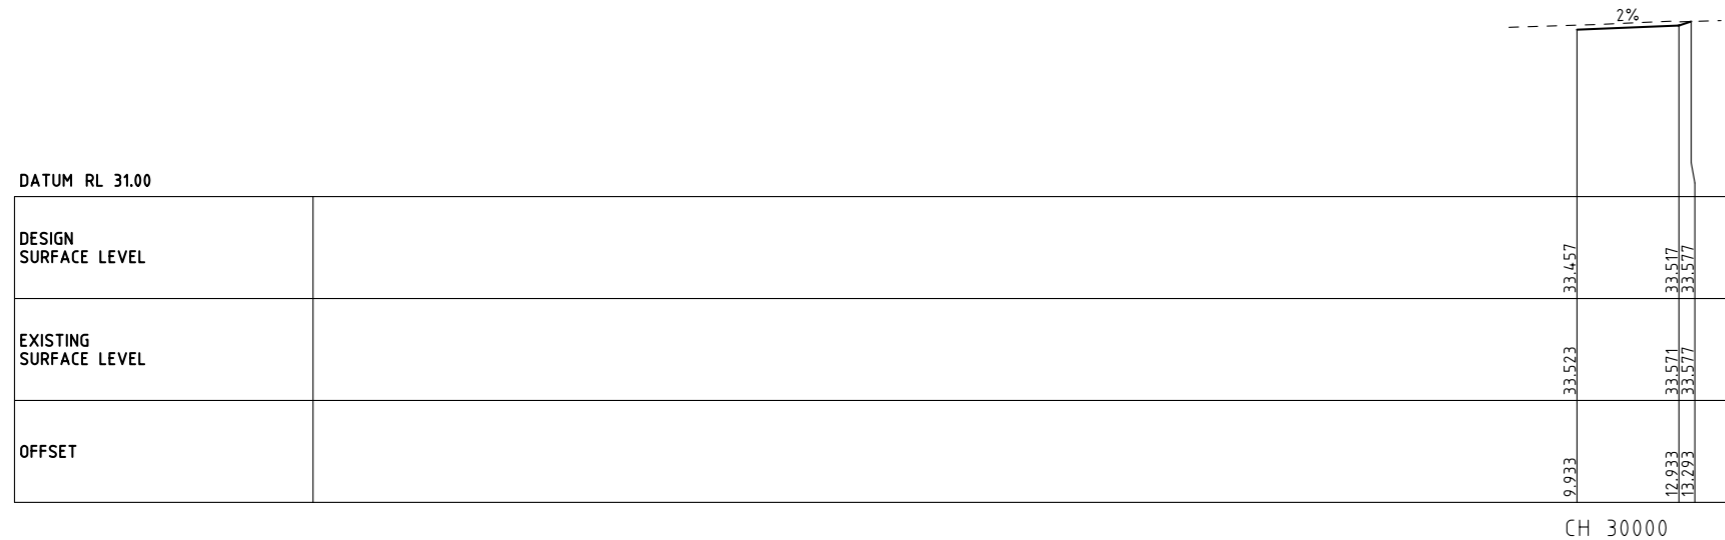 2%
DATUM RL 31.00
DESIGN
SURFACE LEVEL
33.457
33.517
33.577
EXISTING
SURFACE LEVEL
33.523
33.571
33.577
OFFSET
9.933
12.933
13.293
CH 30000